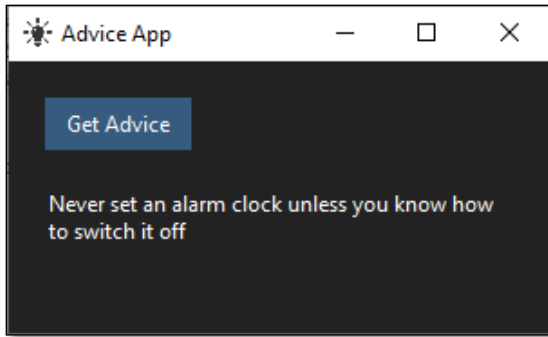 Advice App
Get Advice
Never set an alarm clock unless you know how
to switch it off